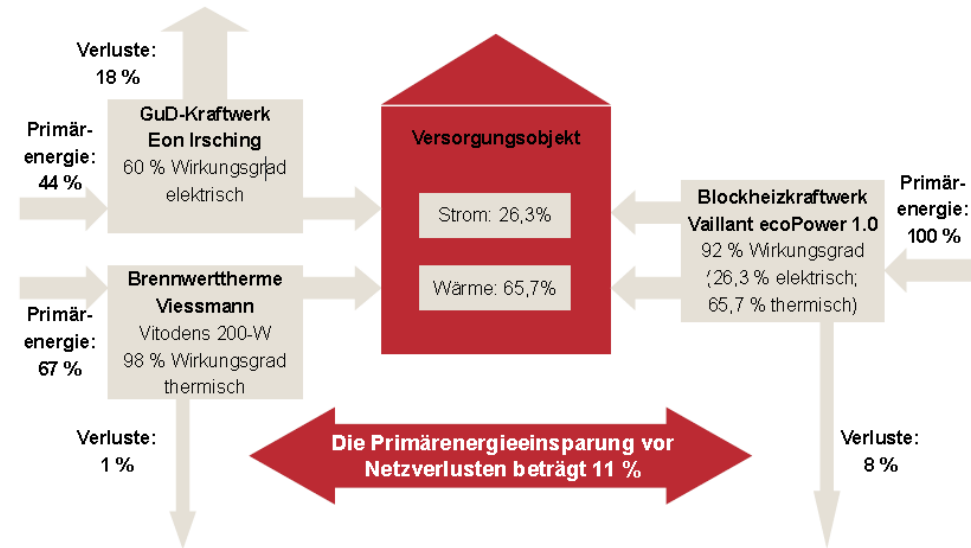 Verluste:
18 %
Primär-
energie:
44 %
GuD-Kraftwerk
Eon Irsching
60 % Wirkungsgrad
elektrisch
Brennwerttherme
Viessmann
Vitodens 200-W
98 % Wirkungsgrad
thermisch
Primär-
energie:
67 %
Verluste:
1 %
Versorgungsobjekt
Strom: 26,3%
Wärme: 65,7%
Blockheizkraftwerk
Vaillant ecoPower 1.0
92 % Wirkungsgrad
(26,3 % elektrisch;
65,7 % thermisch)
Primär-
energie:
100 %
Verluste:
8 %
Die Primärenergieeinsparung vor
Netzverlusten beträgt 11 %